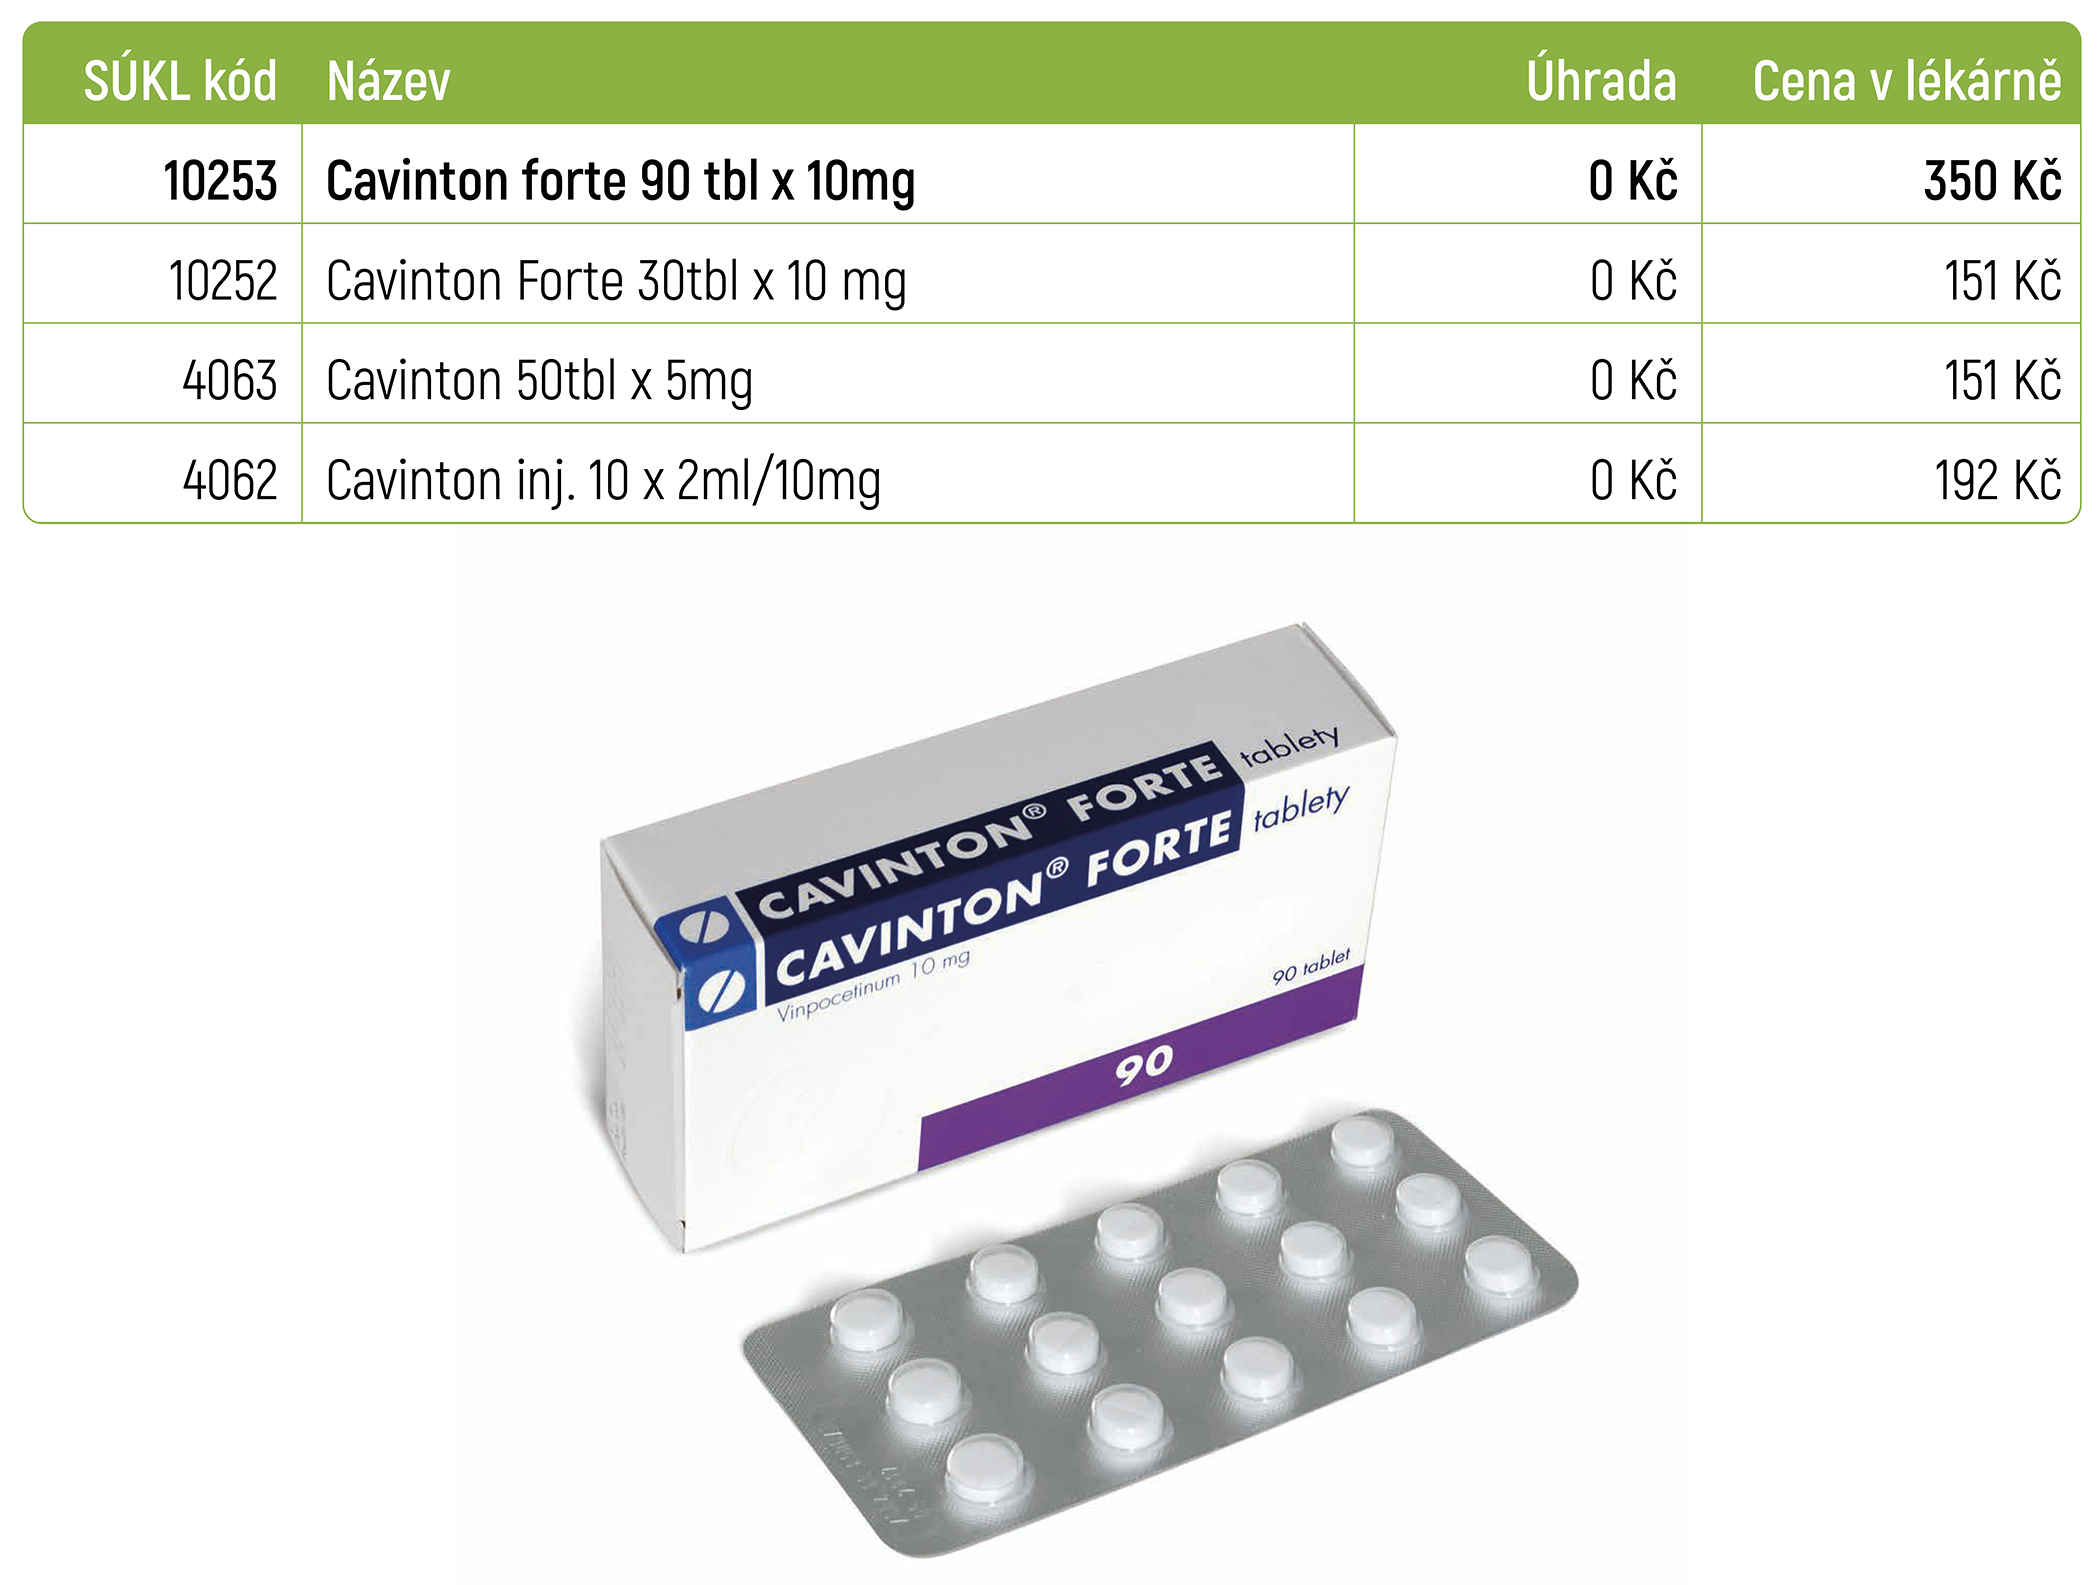 SÚKL kód Název Úhrada Cena v lékárně
10253 Cavinton forte 90 tbl x 10mg 0 Kč 350 Kč
10252 Cavinton Forte 30tbl x 10 mg 0 Kč 151 Kč
4063 Cavinton 50tbl x 5mg 0 Kč 151 Kč
4062 Cavinton inj. 10 x 2ml/10mg 0 Kč 192 Kč
CAVINTON® FORTE tablety
CAVINTON® FORTE tablety
Vinpocetinum 10 mg
90 tablet
90